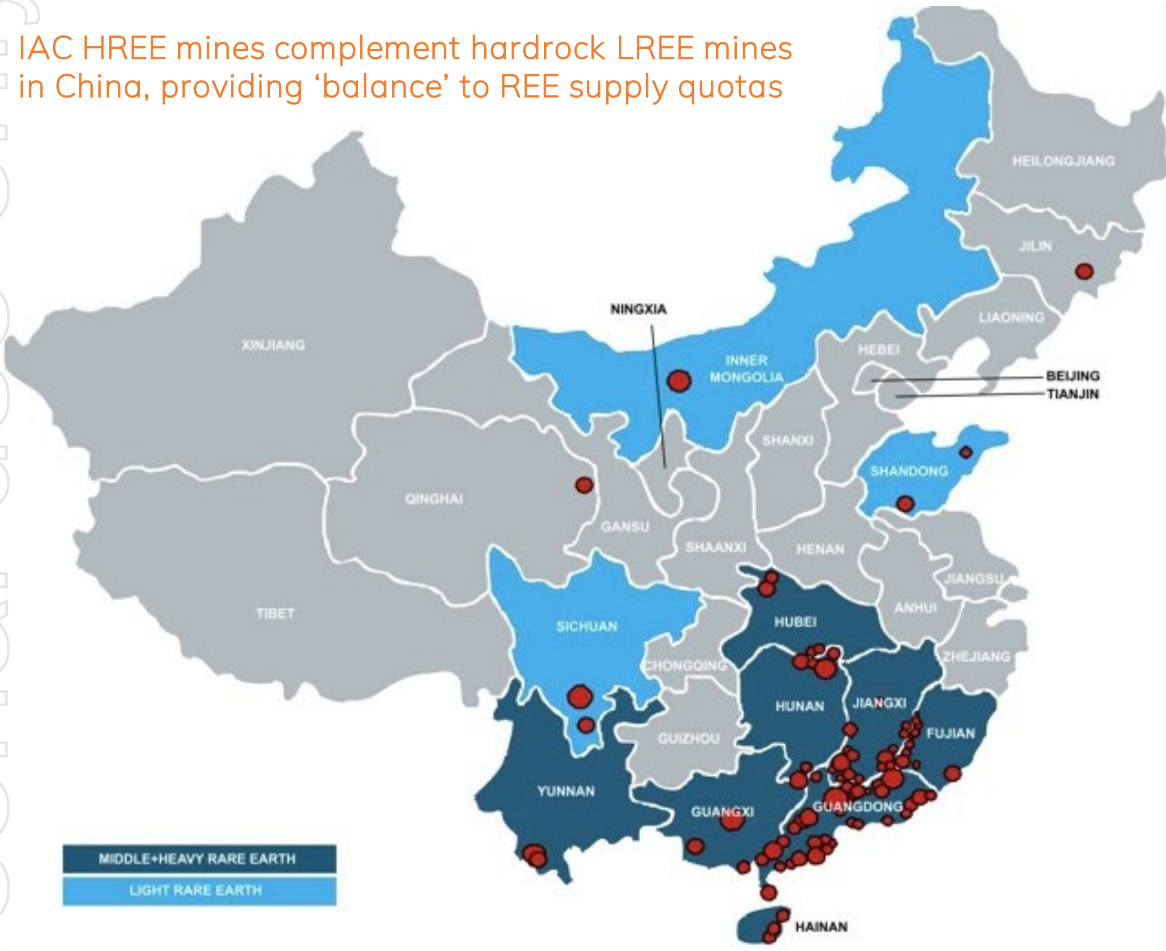 IAC HREE mines complement hardrock LREE mines
in China, providing ‘balance’ to REE supply quotas
HEILONGJIANG
JILIN
NINGXIA
LIAONING
XINJIANG
HEBEI
INNER
MONGOLIA
BEIJING
TIANJIN
SHANXI
SHANDONG
QINGHAI
GANSU
SHAANXI
HENAN
JIANGSU
ANHUI
TIBET
HUBEI
SICHUAN
ZHEJIANG
CHONGQING
JIANGXI
HUNAN
FUJIAN
GUIZHOU
YUNNAN
GUANGDONG
GUANGXI
MIDDLE+HEAVY RARE EARTH
LIGHT RARE EARTH
HAINAN